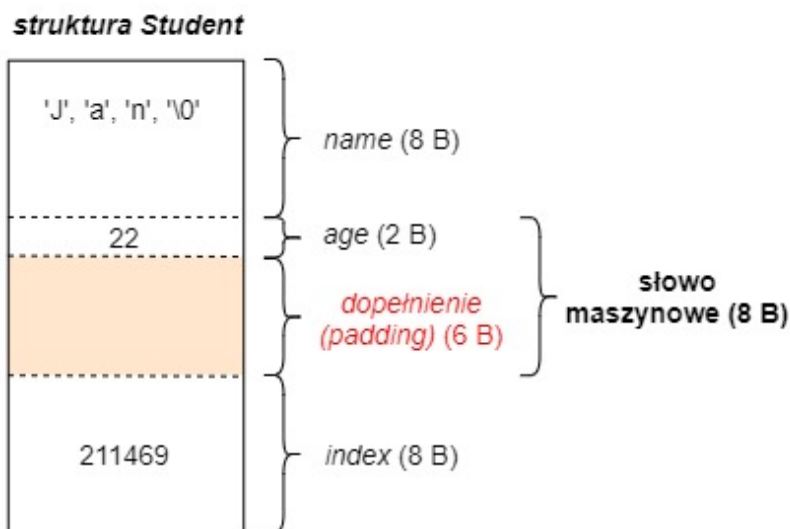 struktura Student
'J', 'a', 'n', '\0'
name (8 B)
22
age (2 B)
dopełnienie
(padding) (6 B)
słowo
maszynowe (8 B)
211469
index (8 B)